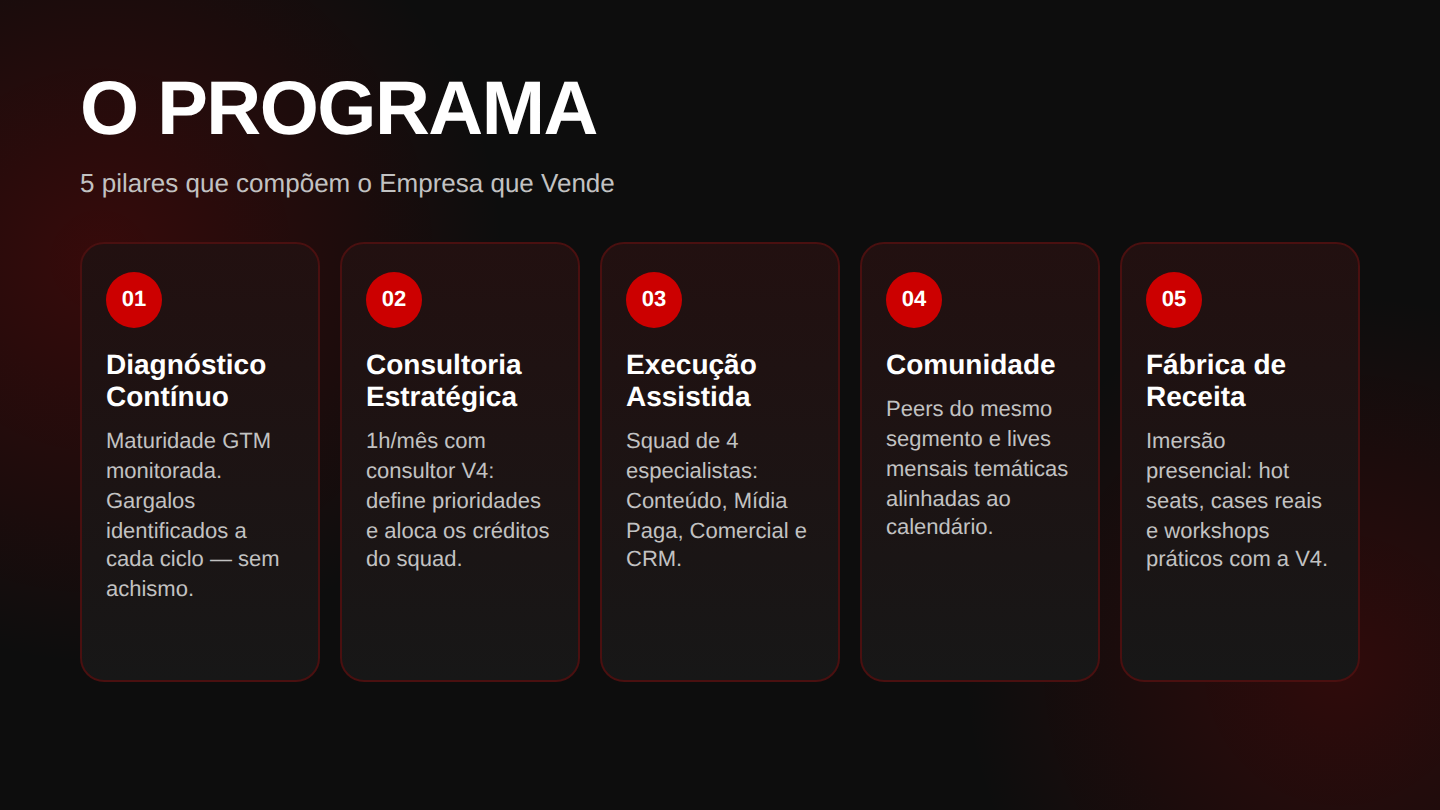 O PROGRAMA
5 pilares que compõem o Empresa que Vende
01
Diagnóstico
Contínuo
Maturidade GTM
monitorada.
Gargalos
identificados a
cada ciclo — sem
achismo.
02
Consultoria
Estratégica
1h/mês com
consultor V4:
define prioridades
e aloca os créditos
do squad.
03
Execução
Assistida
Squad de 4
especialistas:
Conteúdo, Mídia
Paga, Comercial e
CRM.
04
Comunidade
Peers do mesmo
segmento e lives
mensais temáticas
alinhadas ao
calendário.
05
Fábrica de
Receita
Imersão
presencial: hot
seats, cases reais
e workshops
práticos com a V4.